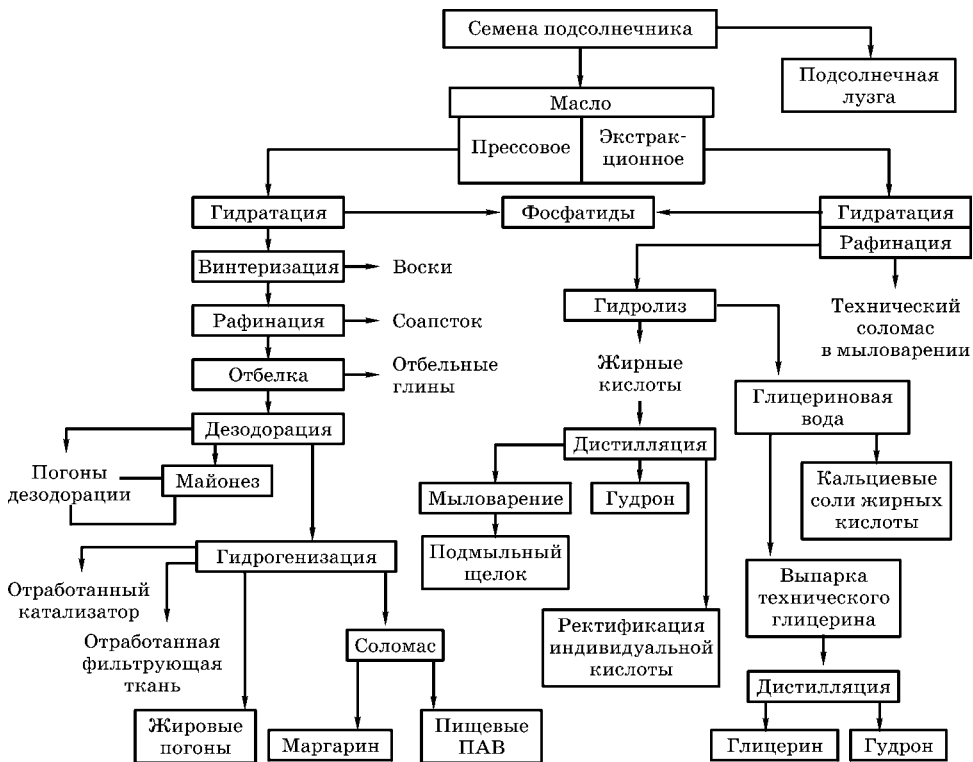 Семена подсолнечника
Подсолнечная
лузга
Масло
Прессовое
Экстрак-
ционное
Гидратация
Фосфатиды
Гидратация
Рафинация
Винтеризация
Воски
Технический
соломас
в мыловарении
Гидролиз
Рафинация
Соапсток
Жирные
кислоты
Отбелка
Отбельные
глины
Глицериновая
вода
Дезодорация
Дистилляция
Погоны
дезодорации
Майонез
Мыловарение
Гудрон
Кальциевые
соли жирных
кислоты
Гидрогенизация
Подмыльный
щелок
Отработанный
катализатор
Выпарка
технического
глицерина
Отработанная
фильтрующая
ткань
Соломас
Ректификация
индивидуальной
кислоты
Дистилляция
Жировые
погоны
Маргарин
Пищевые
ПАВ
Глицерин
Гудрон